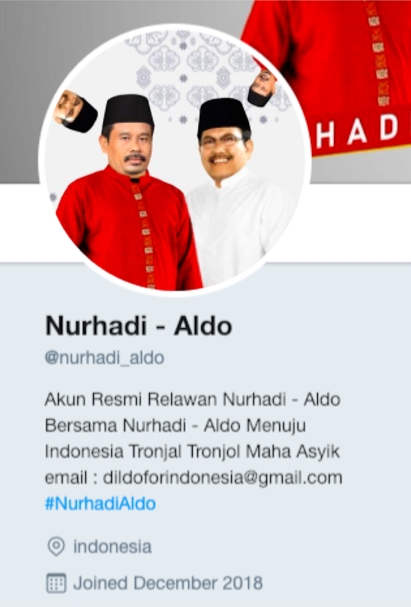 HAD
Nurhadi - Aldo
@nurhadi_aldo
Akun Resmi Relawan Nurhadi - Aldo
Bersama Nurhadi - Aldo Menuju
Indonesia Tronjal Tronjol Maha Asyik
email : dildoforindonesia@gmail.com
#NurhadiAldo
indonesia
Joined December 2018